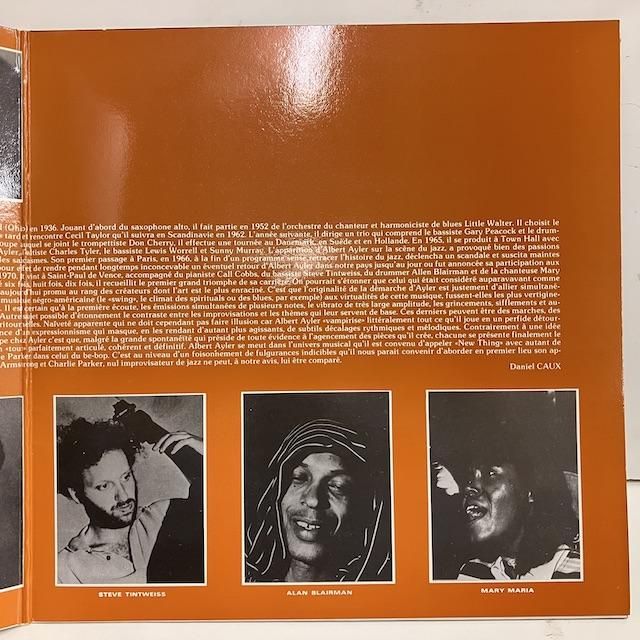 (Ohio) en 1936. Jouant d'abord du saxophone alto, il fait partie en 1952 de l'orchestre du chanteur et harmoniciste de blues Little Walter. Il choisit le
tard et rencontre Cecil Taylor qu'il suivra en Scandinavie en 1962. L'année suivante, il dirige un trio qui comprend le bassiste Gary Peacock et le drum-
oupe auquel se joint le trompettiste Don Cherry, il effectue une tournée au Danemark, en Suède et en Hollande. En 1965, il se produit à Town Hall avec
Ayler, l'altiste Charles Tyler, le bassiste Lewis Worrell et Sunny Murray. L'apparition d'Albert Ayler sur la scène du jazz, a provoqué bien des passions
les sarcasmes. Son premier passage à Paris, en 1966, à la fin d'un programme sensé retracer l'histoire du jazz, déclencha un scandale et suscita maintes
pour effet de rendre pendant longtemps inconcevable un éventuel retour d'Albert Ayler dans notre pays jusqu'au jour où fut annoncée sa participation aux
1970. Il vint à Saint-Paul de Vence, accompagné du pianiste Call Cobbs, du bassiste Steve Tintweiss, du drummer Allen Blairman et de la chanteuse Mary
é six fois, huit fois, dix fois, il recueillit le premier grand triomphe de sa carrière. On pourrait s'étonner que celui qui était considéré auparavant comme
aujourd'hui promu au rang des créateurs dont l'art est le plus enraciné. C'est que l'originalité de la démarche d'Ayler est justement d'allier simultané-
musique négro-américaine (le «swing», le climat des spirituals ou des blues, par exemple) aux virtualités de cette musique, fussent-elles les plus vertigine-
. Il est certain qu'à la première écoute, les émissions simultanées de plusieurs notes, le vibrato de très large amplitude, les grincements, sifflements et au-
Autre sujet possible d'étonnement le contraste entre les improvisations et les thèmes qui leur servent de base. Ces derniers peuvent être des marches, des
ritournelles. Naïveté apparente qui ne doit cependant pas faire illusion car Albert Ayler «vampirise» littéralement tout ce qu'il joue en un perfide détour-
nce d'un expressionnisme qui masque, en les rendant d'autant plus agissants, de subtils décalages rythmiques et mélodiques. Contrairement à une idée
pe chez Ayler c'est que, malgré la grande spontanéité qui préside de toute évidence à l'agencement des pièces qu'il crée, chacune se présente finalement le
«tout» parfaitement articulé, cohérent et définitif. Albert Ayler se meut dans l'univers musical qu'il est convenu d'appeler «New Thing» avec autant de
e Parker dans celui du be-bop. C'est au niveau d'un foisonnement de fulgurances indicibles qu'il nous parait convenir d'aborder en premier lieu son ap-
Armstrong et Charlie Parker, nul improvisateur de jazz ne peut, à notre avis, lui être comparé.
Daniel CAUX
STEVE TINTWEISS
ALAN BLAIRMAN
MARY MARIA